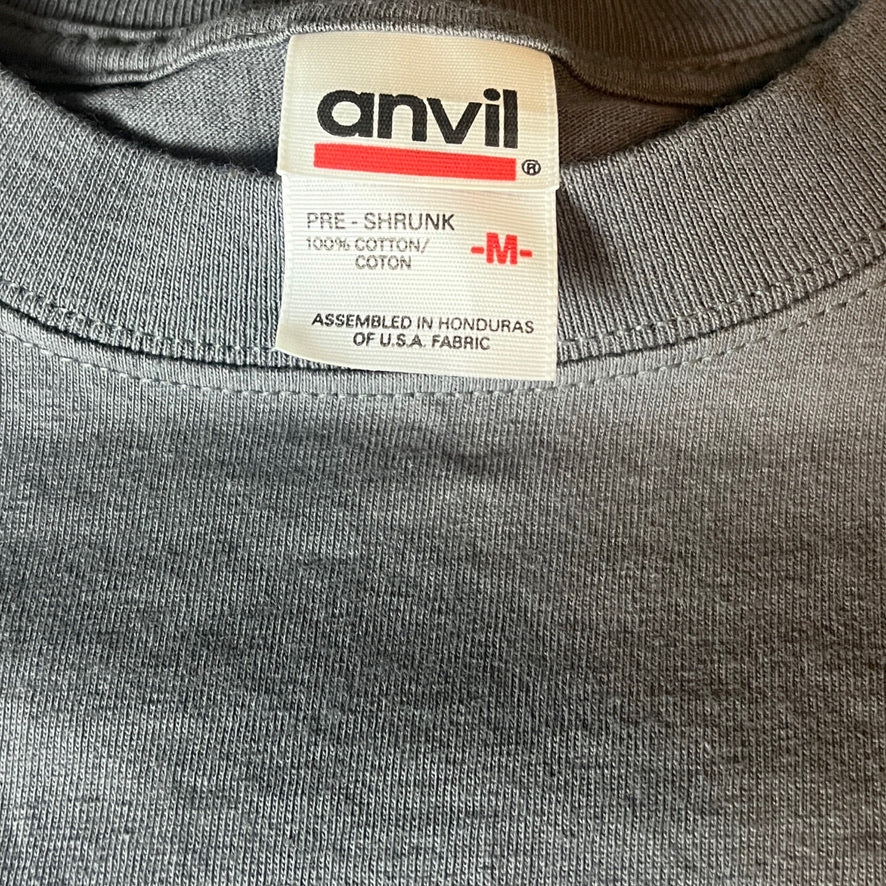 anvil®
PRE-SHRUNK
100% COTTON/
COTON
-M-
ASSEMBLED IN HONDURAS
OF U.S.A. FABRIC